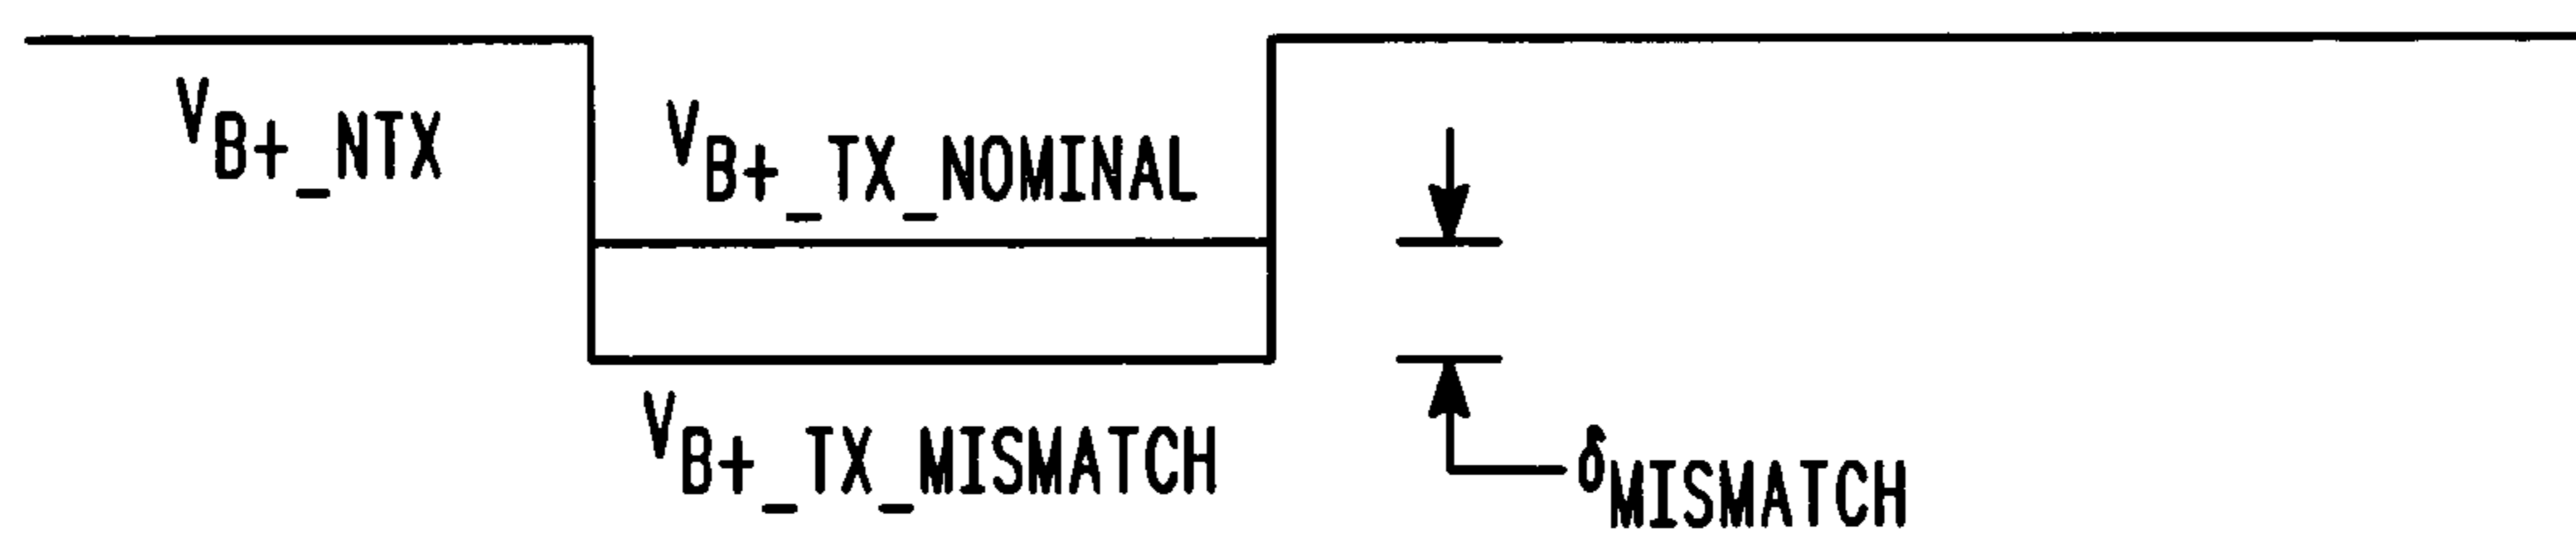 VB+_NTX
VB+_TX_NOMINAL
VB+_TX_MISMATCH
δMISMATCH